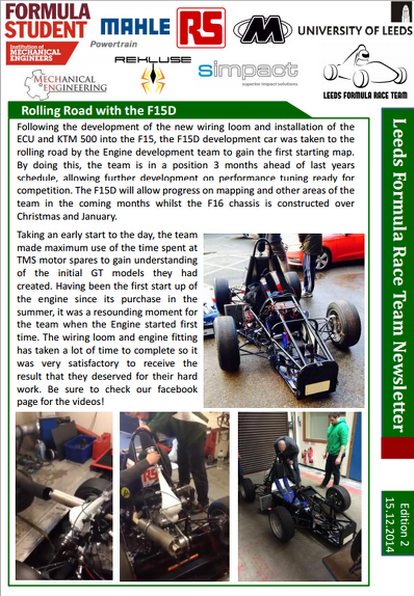 FORMULA STUDENT
Institution of MECHANICAL ENGINEERS
MAHLE
Powertrain
RS
M
UNIVERSITY OF LEEDS
MECHANICAL ENGINEERING
REKLUSE
simpact
superior impact solutions
LEEDS FORMULA RACE TEAM
Rolling Road with the F15D
Following the development of the new wiring loom and installation of the
ECU and KTM 500 into the F15, the F15D development car was taken to the
rolling road by the Engine development team to gain the first starting map.
By doing this, the team is in a position 3 months ahead of last years
schedule, allowing further development on performance tuning ready for
competition. The F15D will allow progress on mapping and other areas of the
team in the coming months whilst the F16 chassis is constructed over
Christmas and January.
Taking an early start to the day, the team
made maximum use of the time spent at
TMS motor spares to gain understanding
of the initial GT models they had
created. Having been the first start up of
the engine since its purchase in the
summer, it was a resounding moment for
the team when the Engine started first
time. The wiring loom and engine fitting
has taken a lot of time to complete so it
was very satisfactory to receive the
result that they deserved for their hard
work. Be sure to check our facebook
page for the videos!
RS
Leeds Formula Race Team Newsletter
Edition 2
15.12.2014